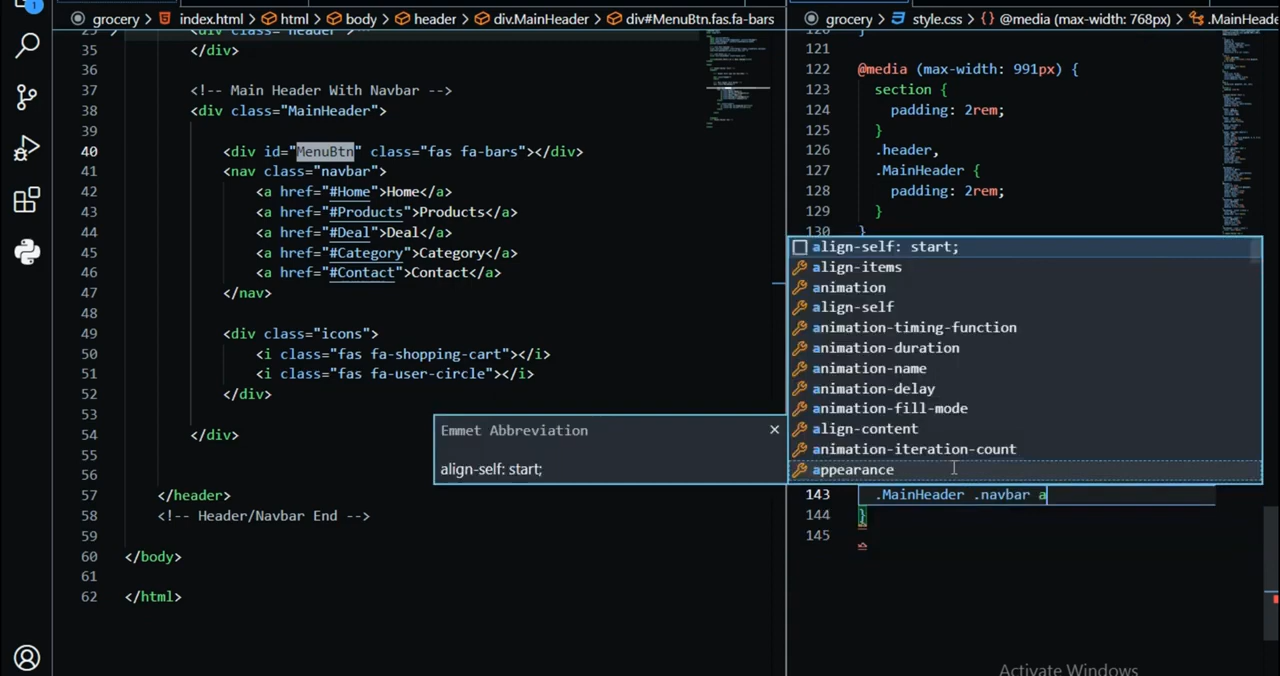 1
grocery > index.html > html > body > header > div.MainHeader > div#MenuBtn.fas.fa-bars
35 </div>
36
37 <!-- Main Header With Navbar -->
38 <div class="MainHeader">
39
40 <div id="MenuBtn" class="fas fa-bars"></div>
41 <nav class="navbar">
42 <a href="#Home">Home</a>
43 <a href="#Products">Products</a>
44 <a href="#Deal">Deal</a>
45 <a href="#Category">Category</a>
46 <a href="#Contact">Contact</a>
47 </nav>
48
49 <div class="icons">
50 <i class="fas fa-shopping-cart"></i>
51 <i class="fas fa-user-circle"></i>
52 </div>
53
54 </div>
55
56
57 </header>
58 <!-- Header/Navbar End -->
59
60 </body>
61
62 </html>
Emmet Abbreviation ×
align-self: start;
grocery > style.css > {} @media (max-width: 768px) > .MainHeade
121
122 @media (max-width: 991px) {
123 section {
124 padding: 2rem;
125 }
126 .header,
127 .MainHeader {
128 padding: 2rem;
129 }
130 }
align-self: start;
align-items
animation
align-self
animation-timing-function
animation-duration
animation-name
animation-delay
animation-fill-mode
align-content
animation-iteration-count
appearance
143 .MainHeader .navbar a
144 }
145
Activate Windows